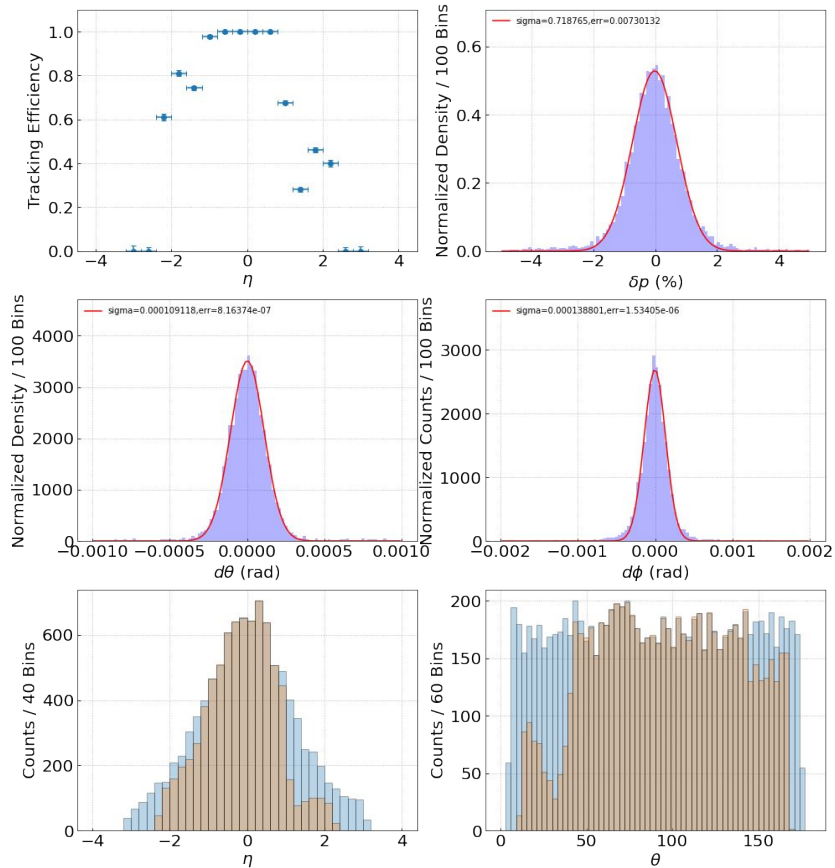 Tracking Efficiency
1.0
0.8
0.6
0.4
0.2
0.0
−4 −2 0 2 4
η
Normalized Density / 100 Bins
sigma=0.718765,err=0.00730132
0.6
0.4
0.2
0.0
−4 −2 0 2 4
δp (%)
Normalized Density / 100 Bins
sigma=0.000109118,err=8.16374e-07
4000
3000
2000
1000
0
−0.0010 −0.0005 0.0000 0.0005 0.0010
dθ (rad)
Normalized Counts / 100 Bins
sigma=0.000138801,err=1.53405e-06
3000
2000
1000
0
−0.002 −0.001 0.000 0.001 0.002
dϕ (rad)
Counts / 40 Bins
600
400
200
0
−4 −2 0 2 4
η
Counts / 60 Bins
200
150
100
50
0
0 50 100 150
θ